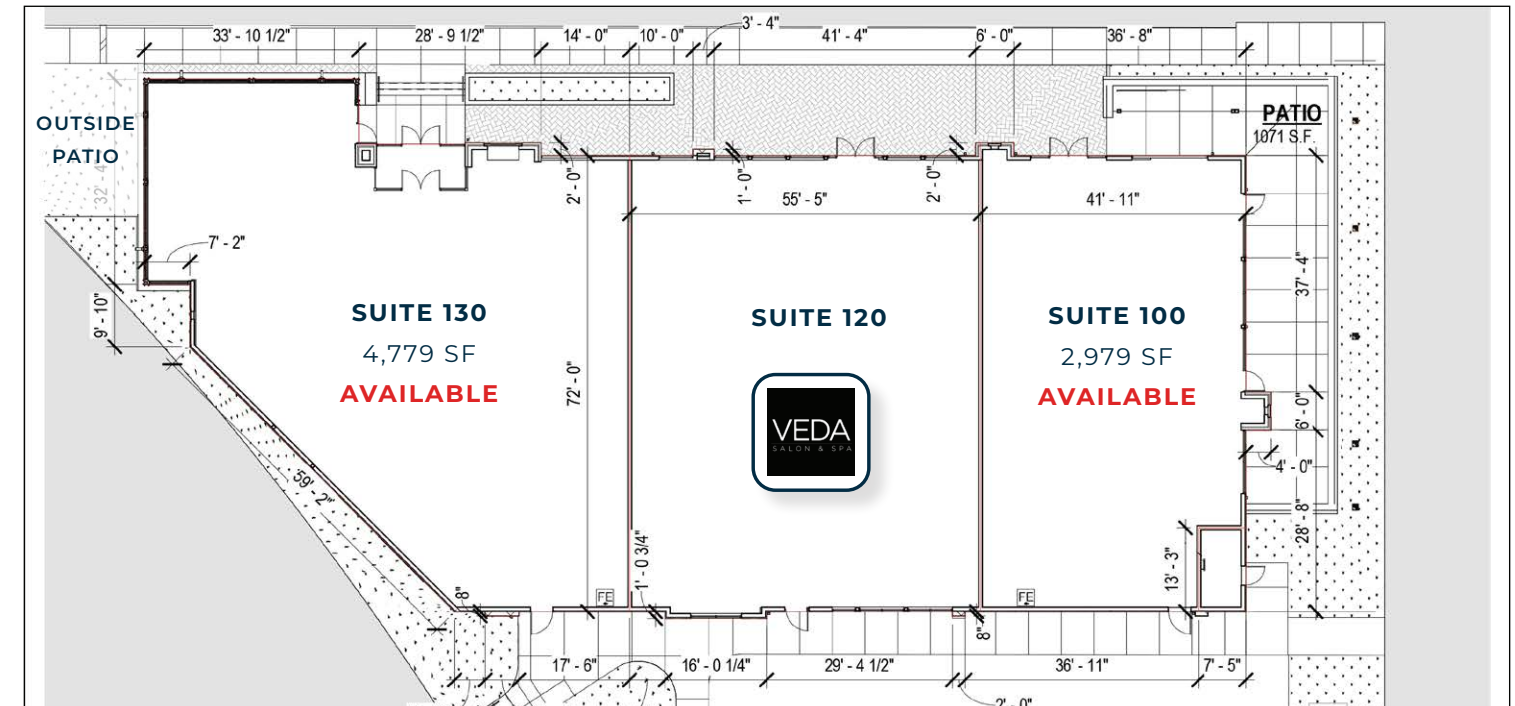 33' - 10 1/2"
28' - 9 1/2"
14' - 0"
10' - 0"
3' - 4"
41' - 4"
6' - 0"
36' - 8"
OUTSIDE
PATIO
32' - 4"
PATIO
1071 S.F.
2' - 0"
1' - 0"
55' - 5"
2' - 0"
41' - 11"
7' - 2"
9' - 10"
37' - 4"
SUITE 130
4,779 SF
AVAILABLE
72' - 0"
SUITE 120
VEDA
SALON & SPA
SUITE 100
2,979 SF
AVAILABLE
6' - 0"
4' - 0"
28' - 8"
59' - 2"
1' - 0 3/4"
13' - 3"
8"
FE
FE
8"
17' - 6"
16' - 0 1/4"
29' - 4 1/2"
36' - 11"
7' - 5"
2' - 0"